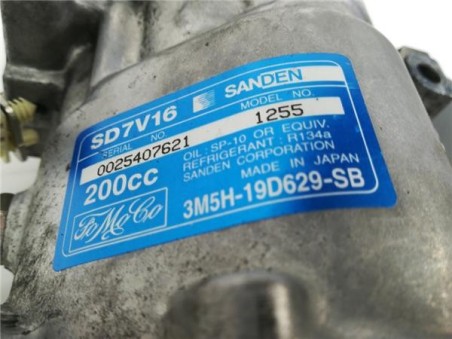 SD7V16 SANDEN
SERIAL NO MODEL NO.
0025407621 1255
200CC OIL : SP-10 OR EQUIV.
REFRIGERANT : R134a
SANDEN CORPORATION
MADE IN JAPAN
FoMoCo 3M5H-19D629-SB